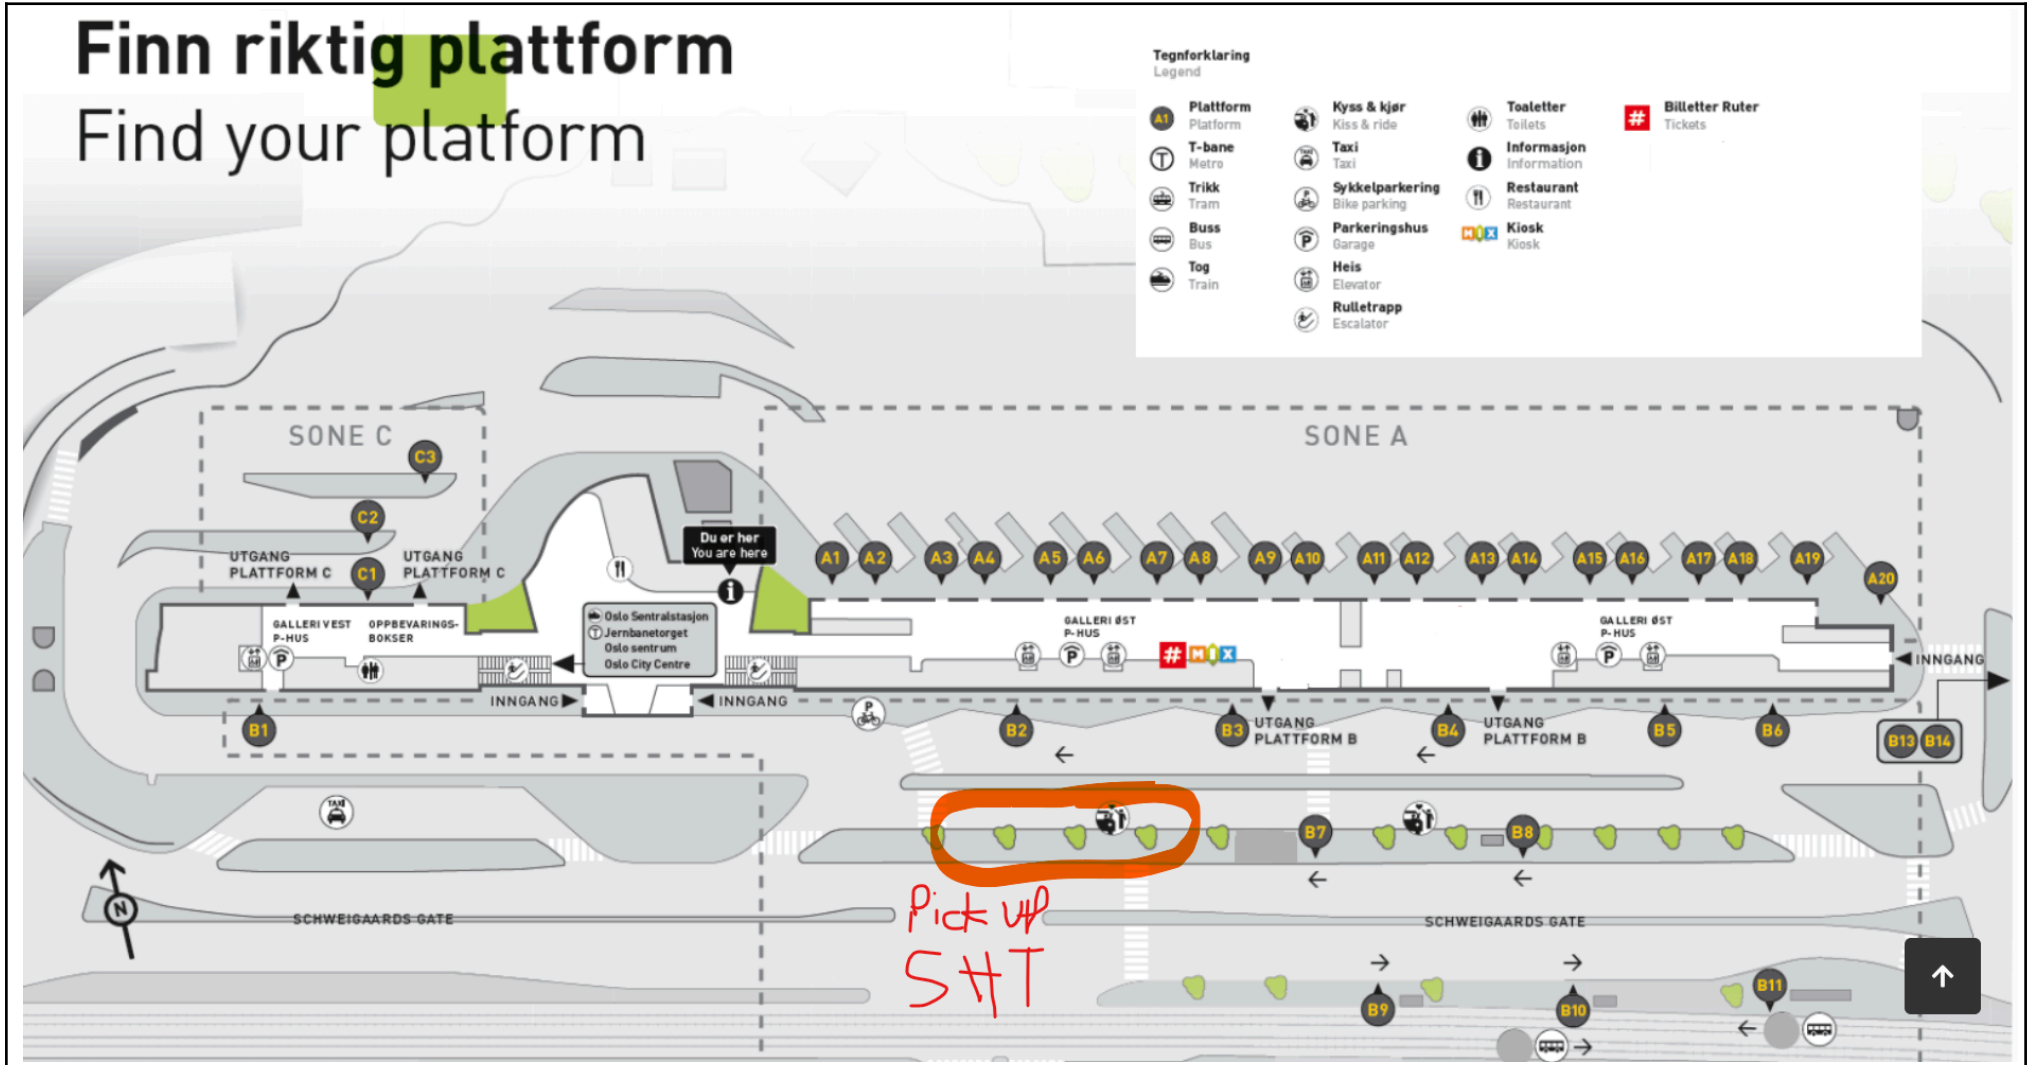 Finn riktig plattform
Find your platform
Tegnforklaring
Legend
A1
Plattform
Platform
T
T-bane
Metro
Trikk
Tram
Buss
Bus
Tog
Train
Kyss & kjør
Kiss & ride
TAXI
Taxi
Taxi
P
Sykkelparkering
Bike parking
P
Parkeringshus
Garage
Heis
Elevator
Rulletrapp
Escalator
Toaletter
Toilets
i
Informasjon
Information
Restaurant
Restaurant
MIX
Kiosk
Kiosk
#
Billetter Ruter
Tickets
SONE C
SONE A
C3
C2
UTGANG
PLATTFORM C
C1
UTGANG
PLATTFORM C
Du er her
You are here
i
A1 A2 A3 A4 A5 A6 A7 A8 A9 A10 A11 A12 A13 A14 A15 A16 A17 A18 A19 A20
GALLERI VEST
P-HUS
P
OPPBEVARINGS-
BOKSER
Oslo Sentralstasjon
T Jernbanetorget
Oslo sentrum
Oslo City Centre
GALLERI ØST
P-HUS
P
# MIX
GALLERI ØST
P-HUS
P
INNGANG
INNGANG
INNGANG
P
B1
B2
B3
UTGANG
PLATTFORM B
B4
UTGANG
PLATTFORM B
B5
B6
B13 B14
TAXI
B7
B8
N
SCHWEIGAARDS GATE
Pick up
SHT
SCHWEIGAARDS GATE
B9
B10
B11